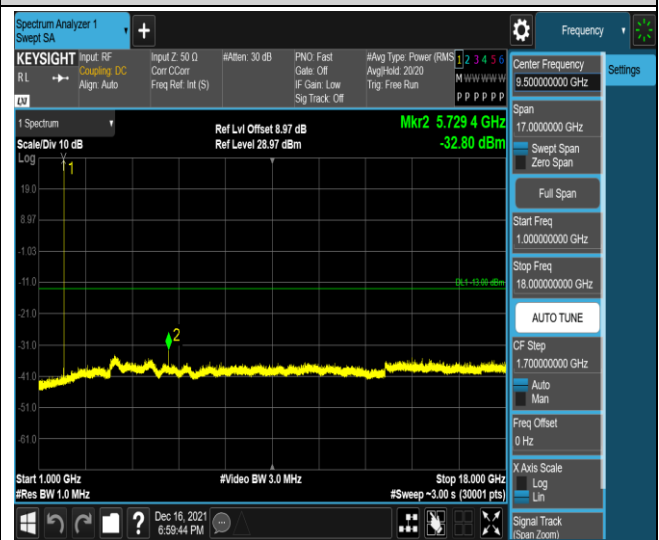 Spectrum Analyzer 1
Swept SA
+
Frequency
KEYSIGHT
RL
Input: RF
Coupling: DC
Align: Auto
Input Z: 50 Ω
Corr CCorr
Freq Ref: Int (S)
#Atten: 30 dB
PNO: Fast
Gate: Off
IF Gain: Low
Sig Track: Off
#Avg Type: Power (RMS
Avg|Hold: 20/20
Trig: Free Run
1 2 3 4 5 6
M W W W W W
P P P P P P
LXI
1 Spectrum
Scale/Div 10 dB
Log
Ref Lvl Offset 8.97 dB
Ref Level 28.97 dBm
Mkr2 5.729 4 GHz
-32.80 dBm
1
19.0
8.97
-1.03
-11.0
DL1 -13.00 dBm
-21.0
-31.0
2
-41.0
-51.0
-61.0
Start 1.000 GHz
#Res BW 1.0 MHz
#Video BW 3.0 MHz
Stop 18.000 GHz
#Sweep ~3.00 s (30001 pts)
Dec 16, 2021
6:59:44 PM
?
Center Frequency
9.500000000 GHz
Settings
Span
17.0000000 GHz
Swept Span
Zero Span
Full Span
Start Freq
1.000000000 GHz
Stop Freq
18.000000000 GHz
AUTO TUNE
CF Step
1.700000000 GHz
Auto
Man
Freq Offset
0 Hz
X Axis Scale
Log
Lin
Signal Track
(Span Zoom)